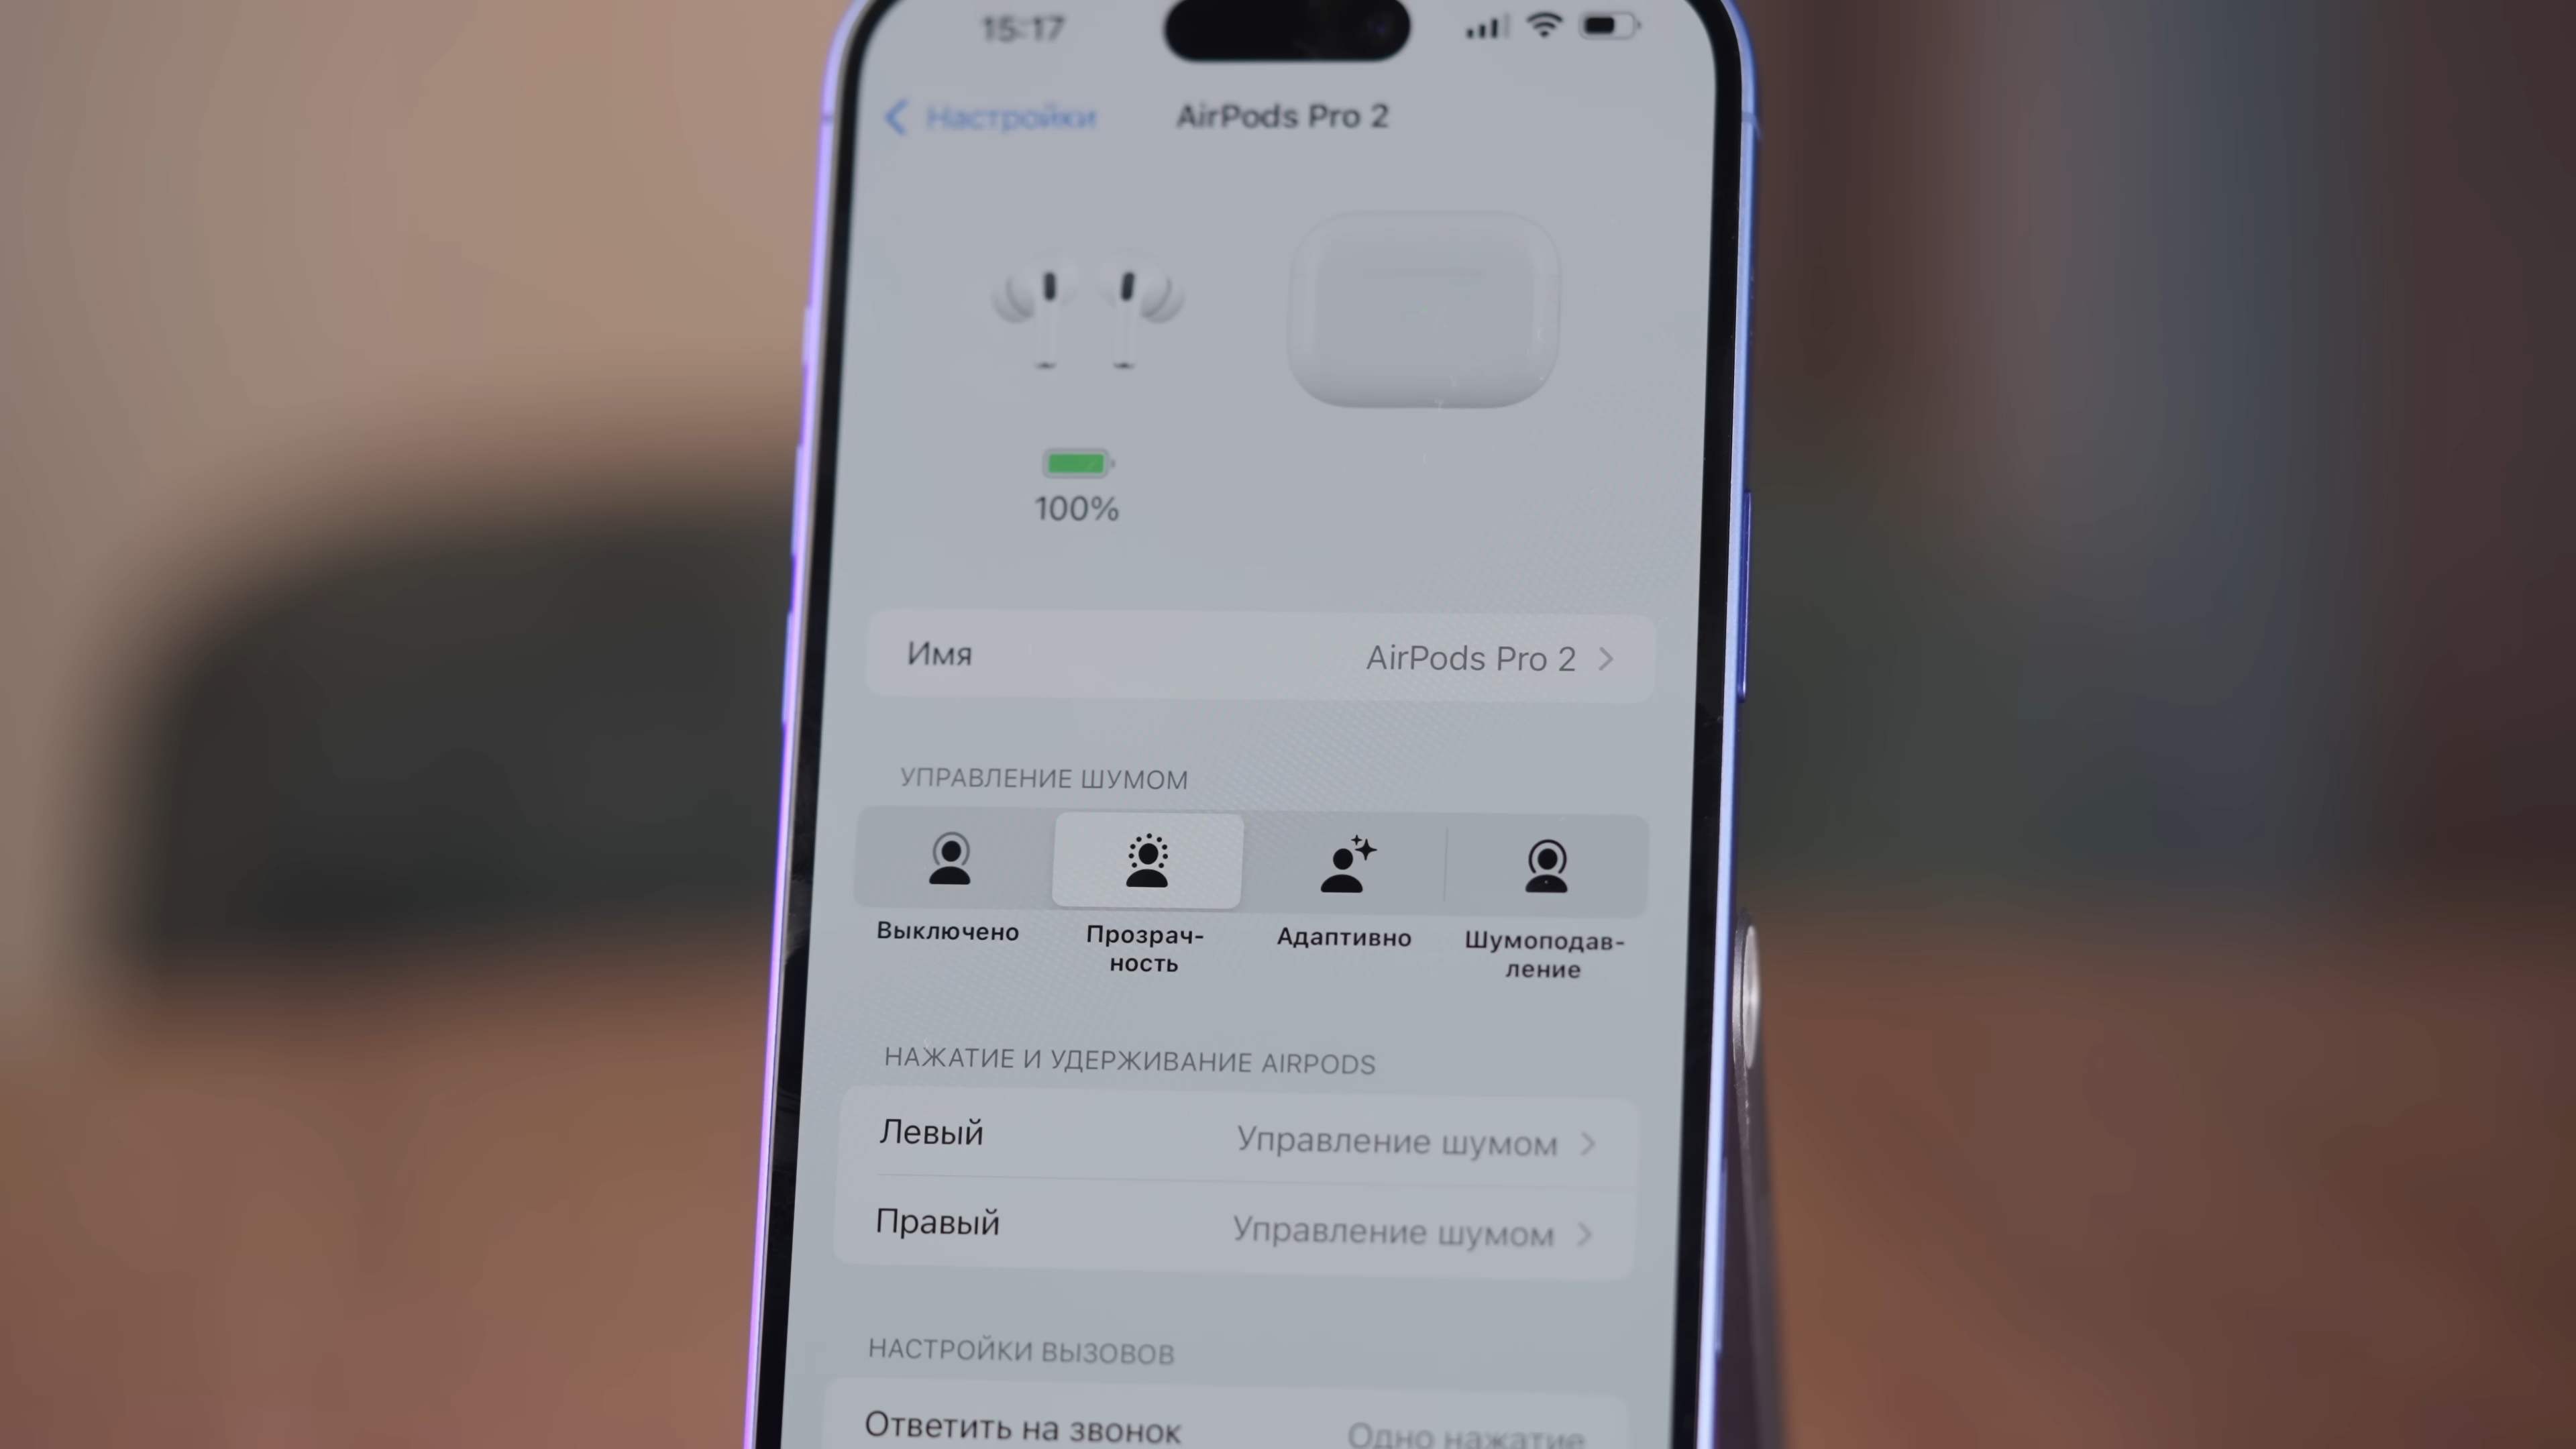 15:17
Настройки
AirPods Pro 2
100%
Имя
AirPods Pro 2
УПРАВЛЕНИЕ ШУМОМ
Выключено
Прозрач-
ность
Адаптивно
Шумоподав-
ление
НАЖАТИЕ И УДЕРЖИВАНИЕ AIRPODS
Левый
Управление шумом
Правый
Управление шумом
НАСТРОЙКИ ВЫЗОВОВ
Ответить на звонок
Одно нажатие